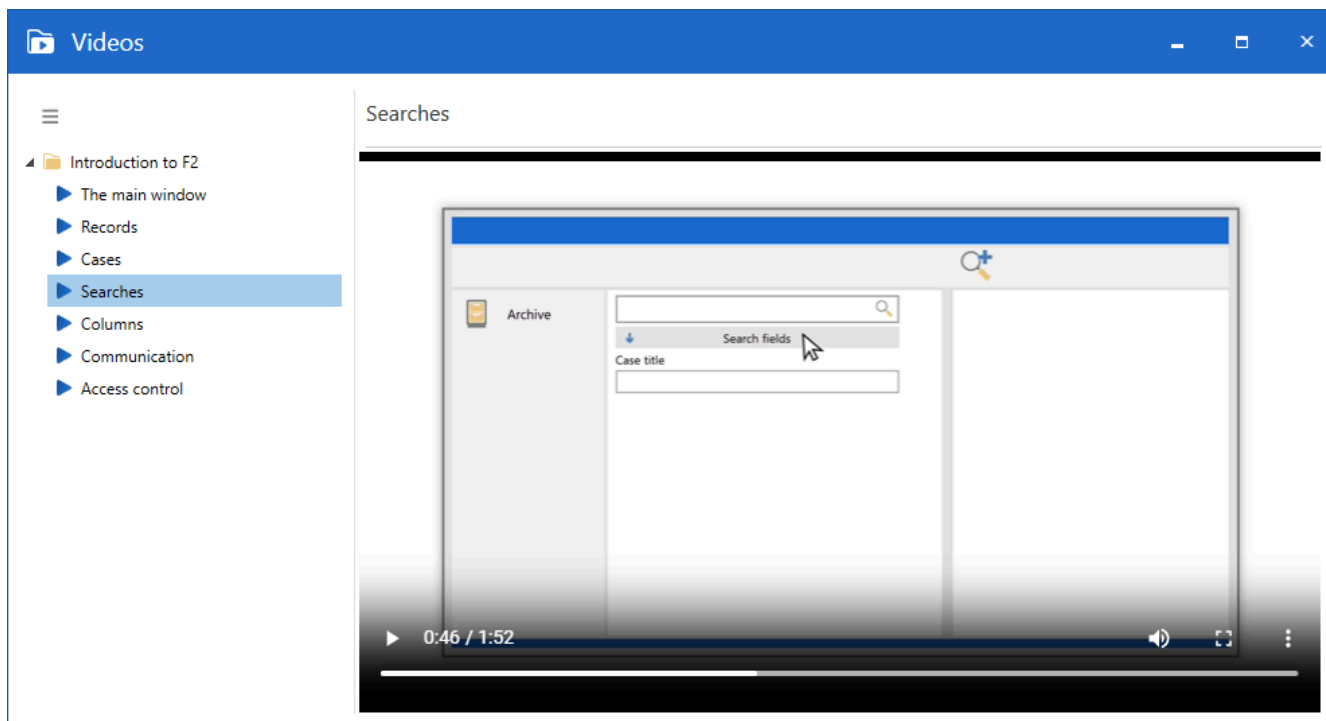 Videos
Searches
Introduction to F2
The main window
Records
Cases
Searches
Columns
Communication
Access control
Archive
Search fields
Case title
0:46 / 1:52